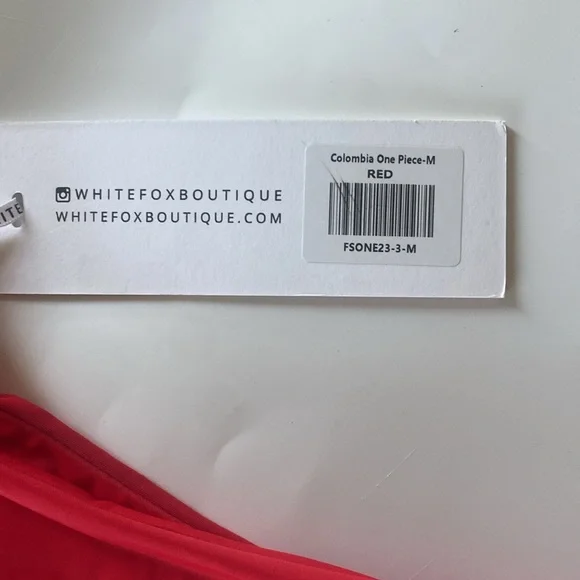 WHITEFOXBOUTIQUE
WHITEFOXBOUTIQUE.COM
Colombia One Piece-M
RED
FSONE23-3-M